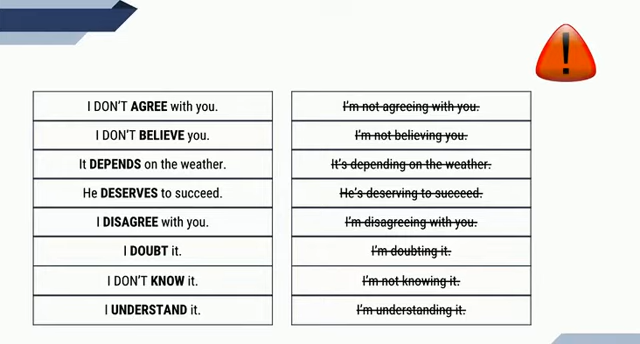 I DON'T AGREE with you.
I'm not agreeing with you.
I DON'T BELIEVE you.
I'm not believing you.
It DEPENDS on the weather.
It's depending on the weather.
He DESERVES to succeed.
He's deserving to succeed.
I DISAGREE with you.
I'm disagreeing with you.
I DOUBT it.
I'm doubting it.
I DON'T KNOW it.
I'm not knowing it.
I UNDERSTAND it.
I'm understanding it.